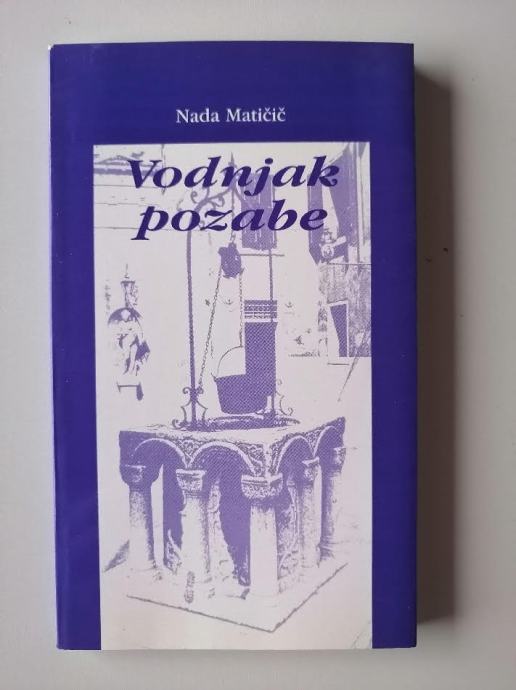 Nada Matičič
Vodnjak
pozabe